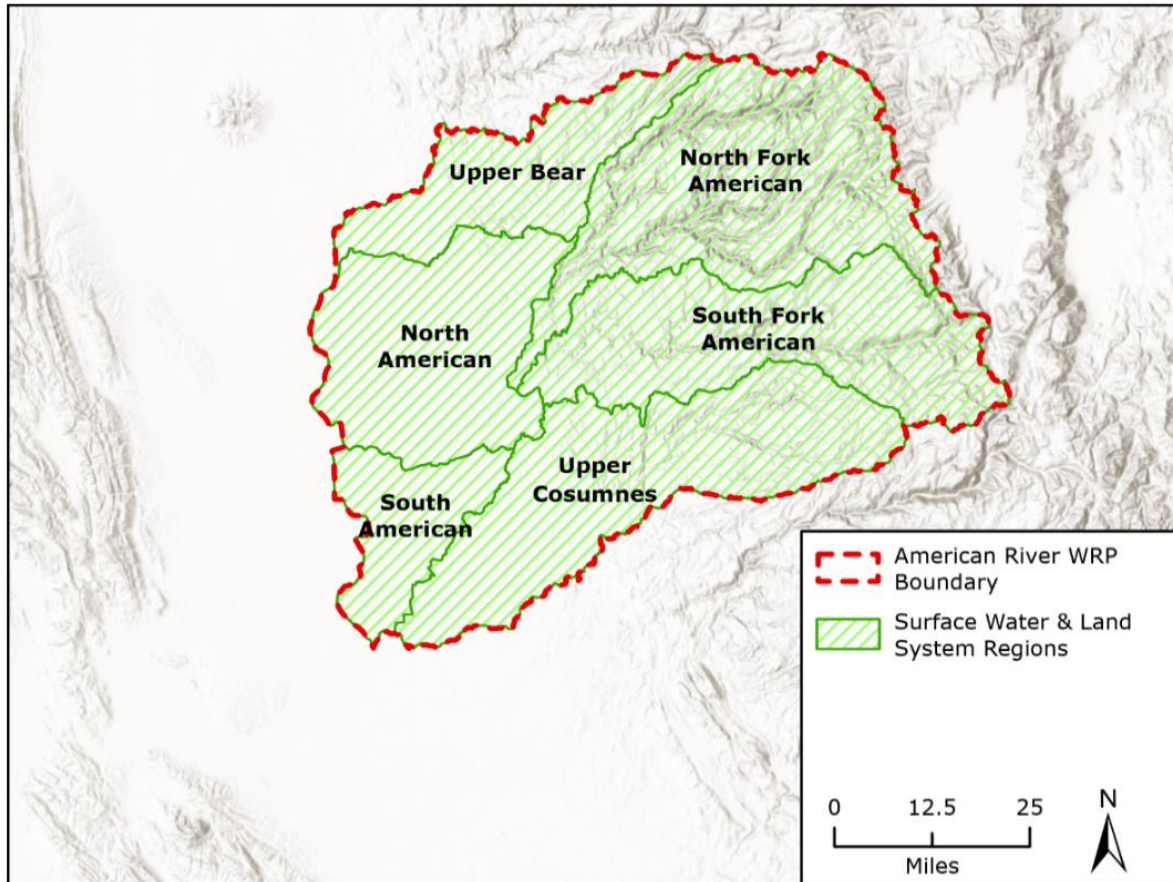 Upper Bear
North Fork
American
North
American
South Fork
American
Upper
Cosumnes
South
American
American River WRP
Boundary
Surface Water & Land
System Regions
0 12.5 25
Miles
N